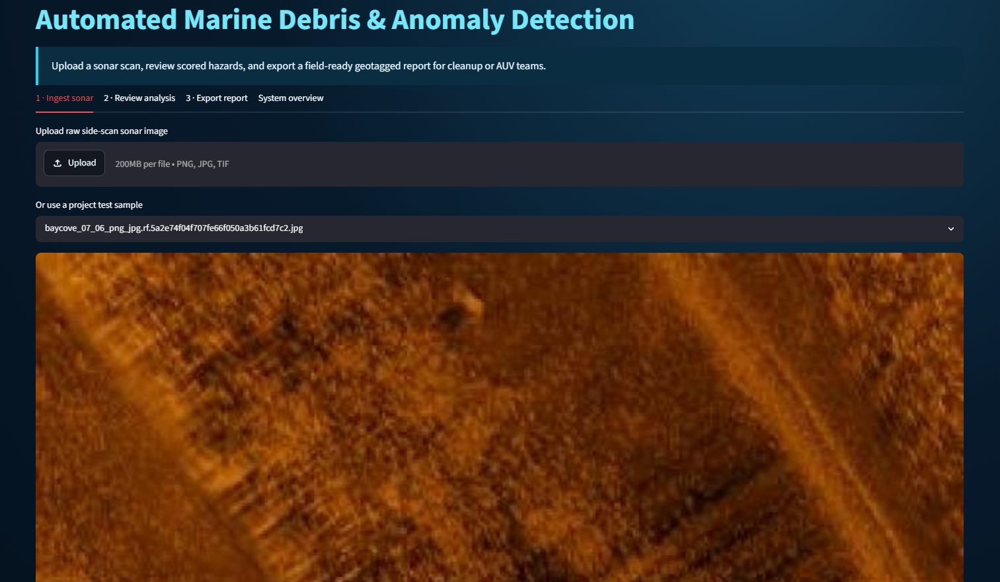 Automated Marine Debris & Anomaly Detection
Upload a sonar scan, review scored hazards, and export a field-ready geotagged report for cleanup or AUV teams.
1 · Ingest sonar
2 · Review analysis
3 · Export report
System overview
Upload raw side-scan sonar image
Upload
200MB per file • PNG, JPG, TIF
Or use a project test sample
baycove_07_06_png_jpg.rf.5a2e74f04f707fe66f050a3b61fcd7c2.jpg